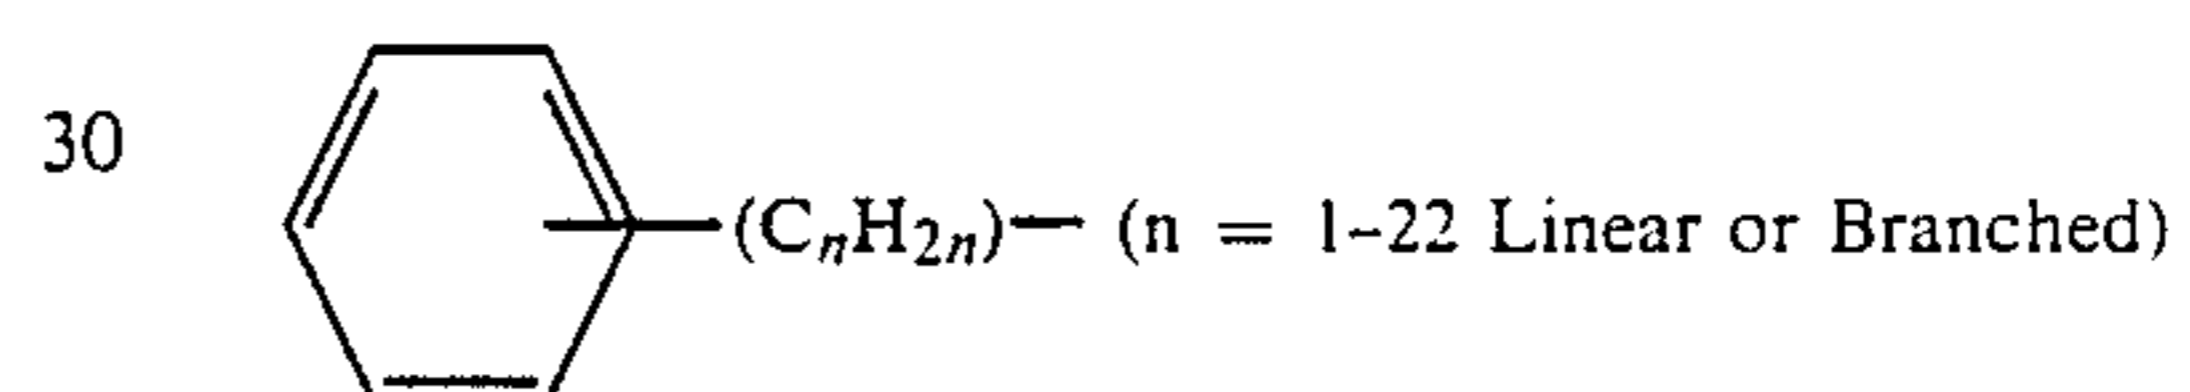 30
(CnH2n)— (n = 1-22 Linear or Branched)